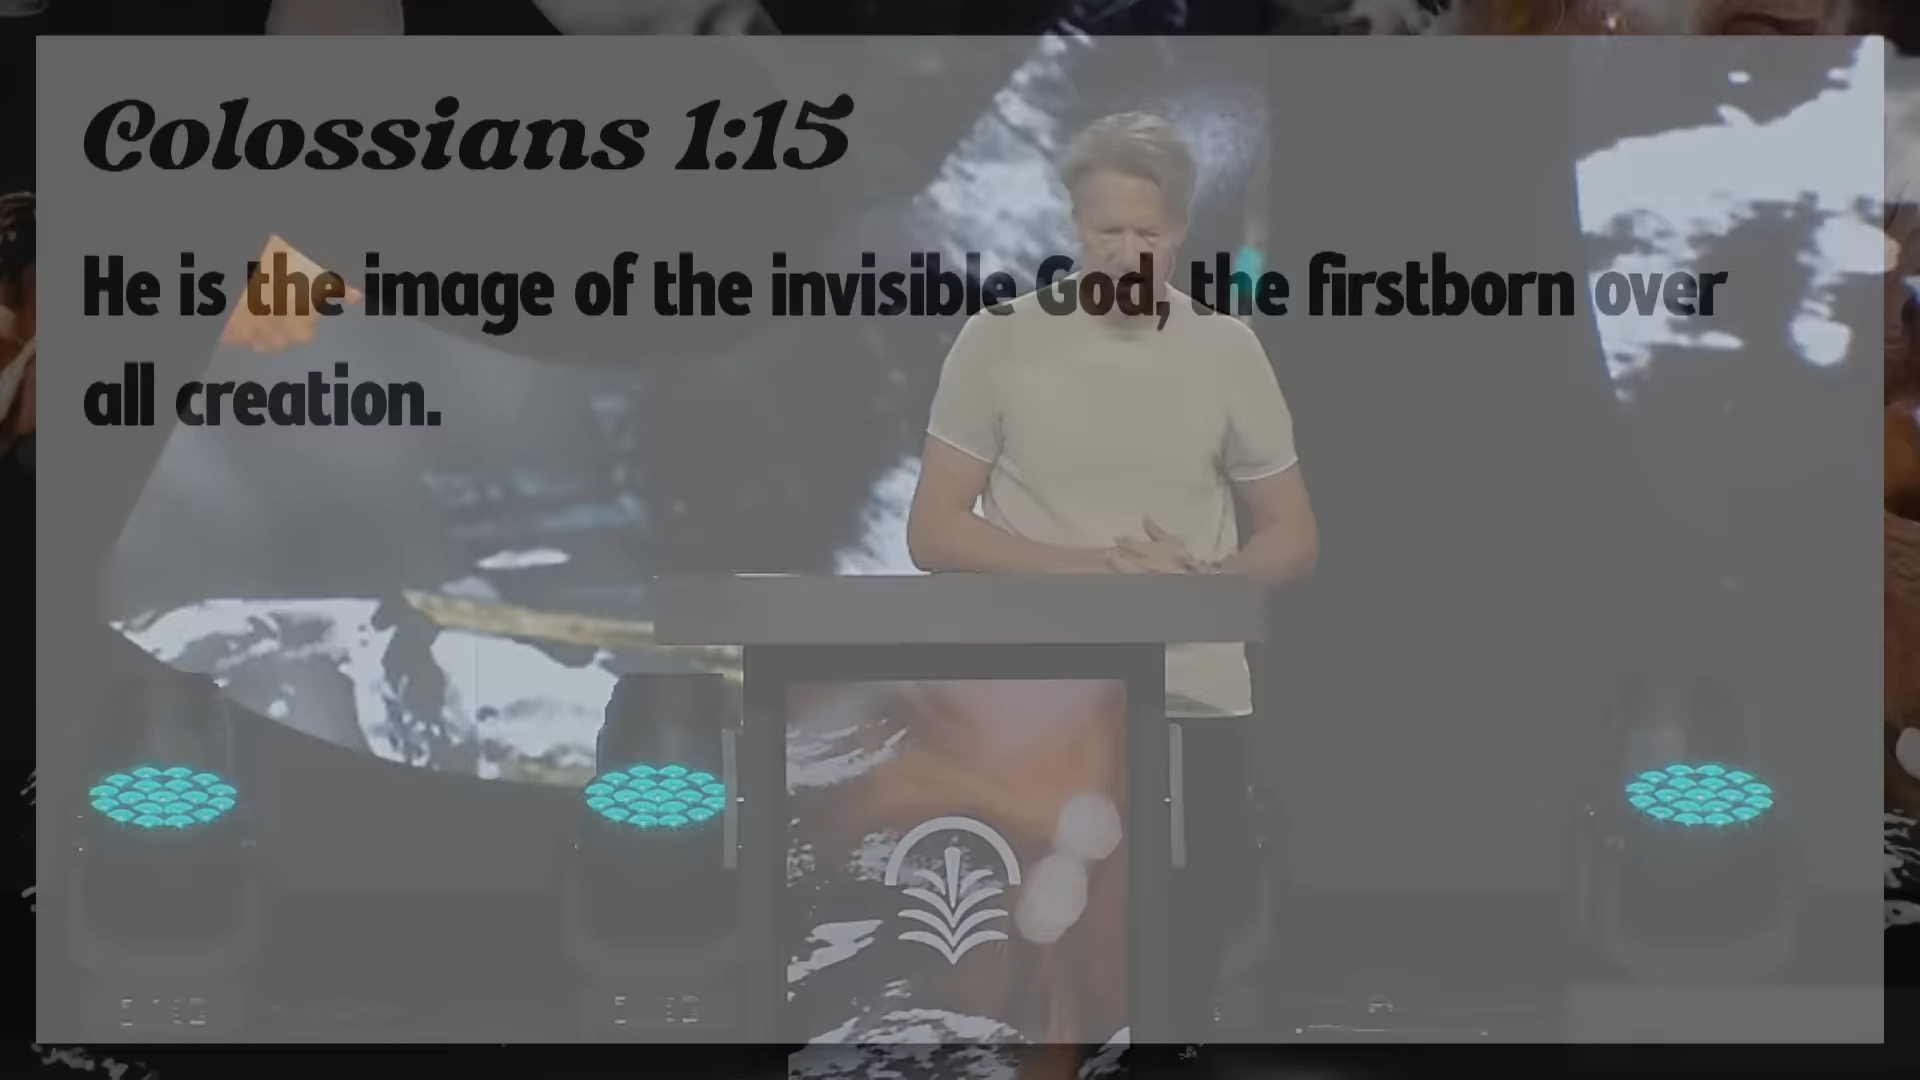 Colossians 1:15
He is the image of the invisible God, the firstborn over
all creation.